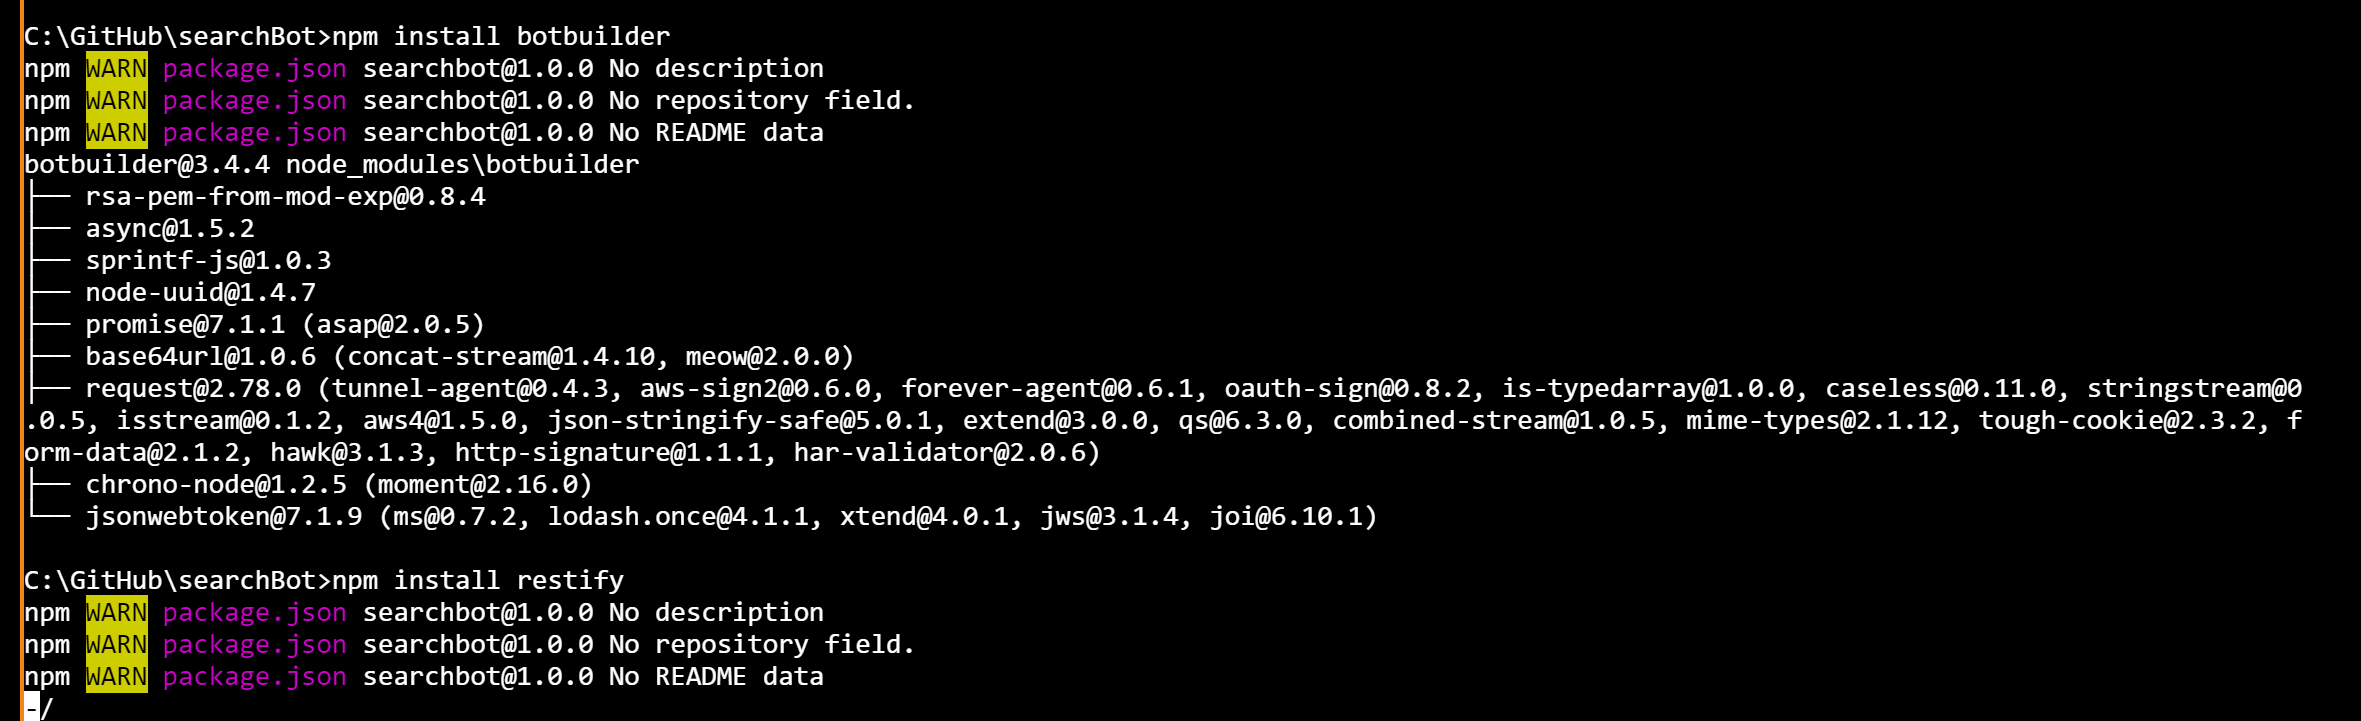 C:\GitHub\searchBot>npm install botbuilder
npm WARN package.json searchbot@1.0.0 No description
npm WARN package.json searchbot@1.0.0 No repository field.
npm WARN package.json searchbot@1.0.0 No README data
botbuilder@3.4.4 node_modules\botbuilder
├── rsa-pem-from-mod-exp@0.8.4
├── async@1.5.2
├── sprintf-js@1.0.3
├── node-uuid@1.4.7
├── promise@7.1.1 (asap@2.0.5)
├── base64url@1.0.6 (concat-stream@1.4.10, meow@2.0.0)
├── request@2.78.0 (tunnel-agent@0.4.3, aws-sign2@0.6.0, forever-agent@0.6.1, oauth-sign@0.8.2, is-typedarray@1.0.0, caseless@0.11.0, stringstream@0
.0.5, isstream@0.1.2, aws4@1.5.0, json-stringify-safe@5.0.1, extend@3.0.0, qs@6.3.0, combined-stream@1.0.5, mime-types@2.1.12, tough-cookie@2.3.2, f
orm-data@2.1.2, hawk@3.1.3, http-signature@1.1.1, har-validator@2.0.6)
├── chrono-node@1.2.5 (moment@2.16.0)
└── jsonwebtoken@7.1.9 (ms@0.7.2, lodash.once@4.1.1, xtend@4.0.1, jws@3.1.4, joi@6.10.1)
C:\GitHub\searchBot>npm install restify
npm WARN package.json searchbot@1.0.0 No description
npm WARN package.json searchbot@1.0.0 No repository field.
npm WARN package.json searchbot@1.0.0 No README data
-/